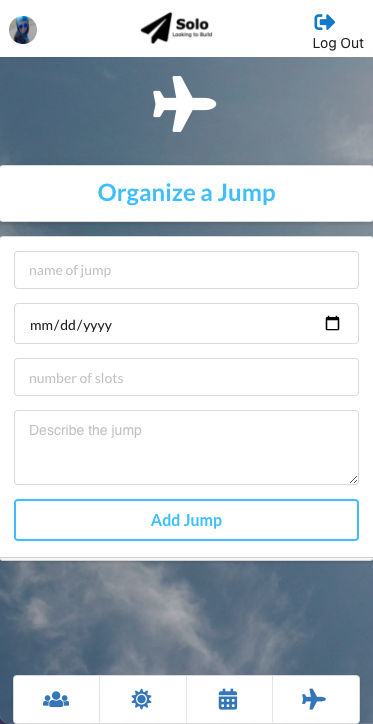 Solo
Looking to Build
Log Out
Organize a Jump
name of jump
mm/dd/yyyy
number of slots
Describe the jump
Add Jump